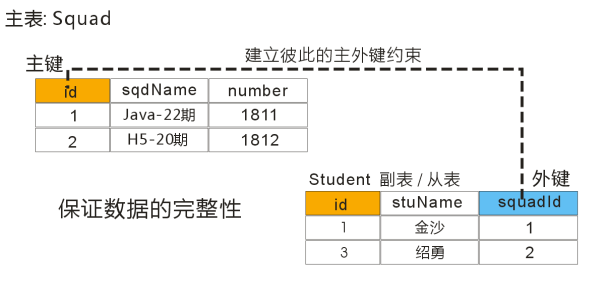 主表: Squad
建立彼此的主外键约束
主键
id sqdName number
1 Java-22期 1811
2 H5-20期 1812
Student 副表 / 从表 外键
id stuName squadId
1 金沙 1
3 绍勇 2
保证数据的完整性